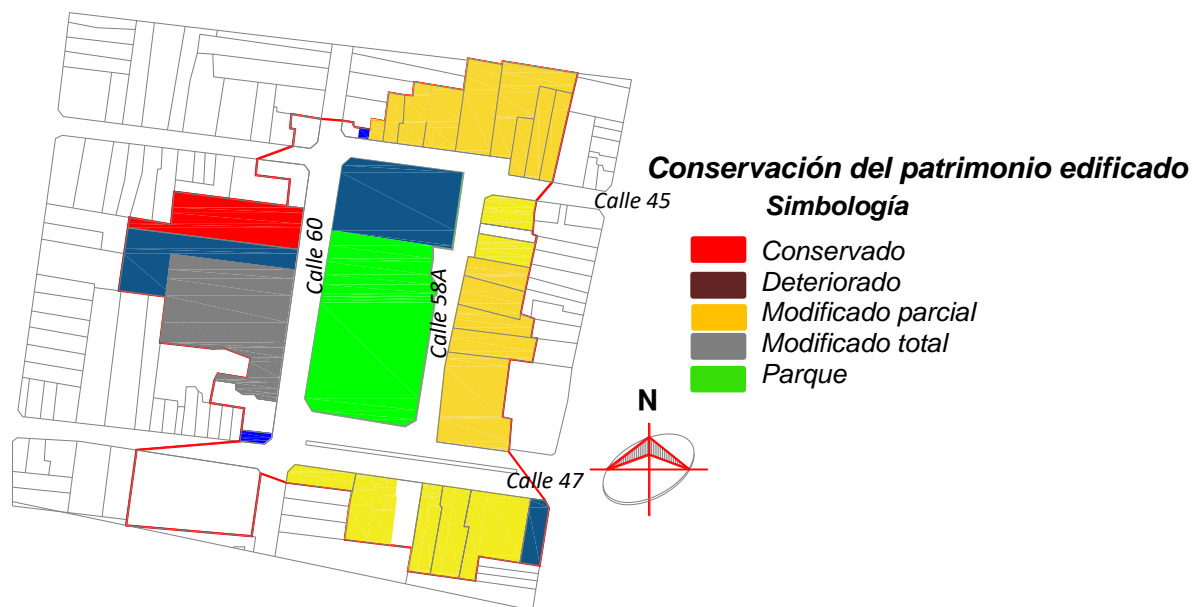 Conservación del patrimonio edificado
Simbología
Calle 45
Calle 60
Conservado
Deteriorado
Calle 58A
Modificado parcial
Modificado total
Parque
N
Calle 47